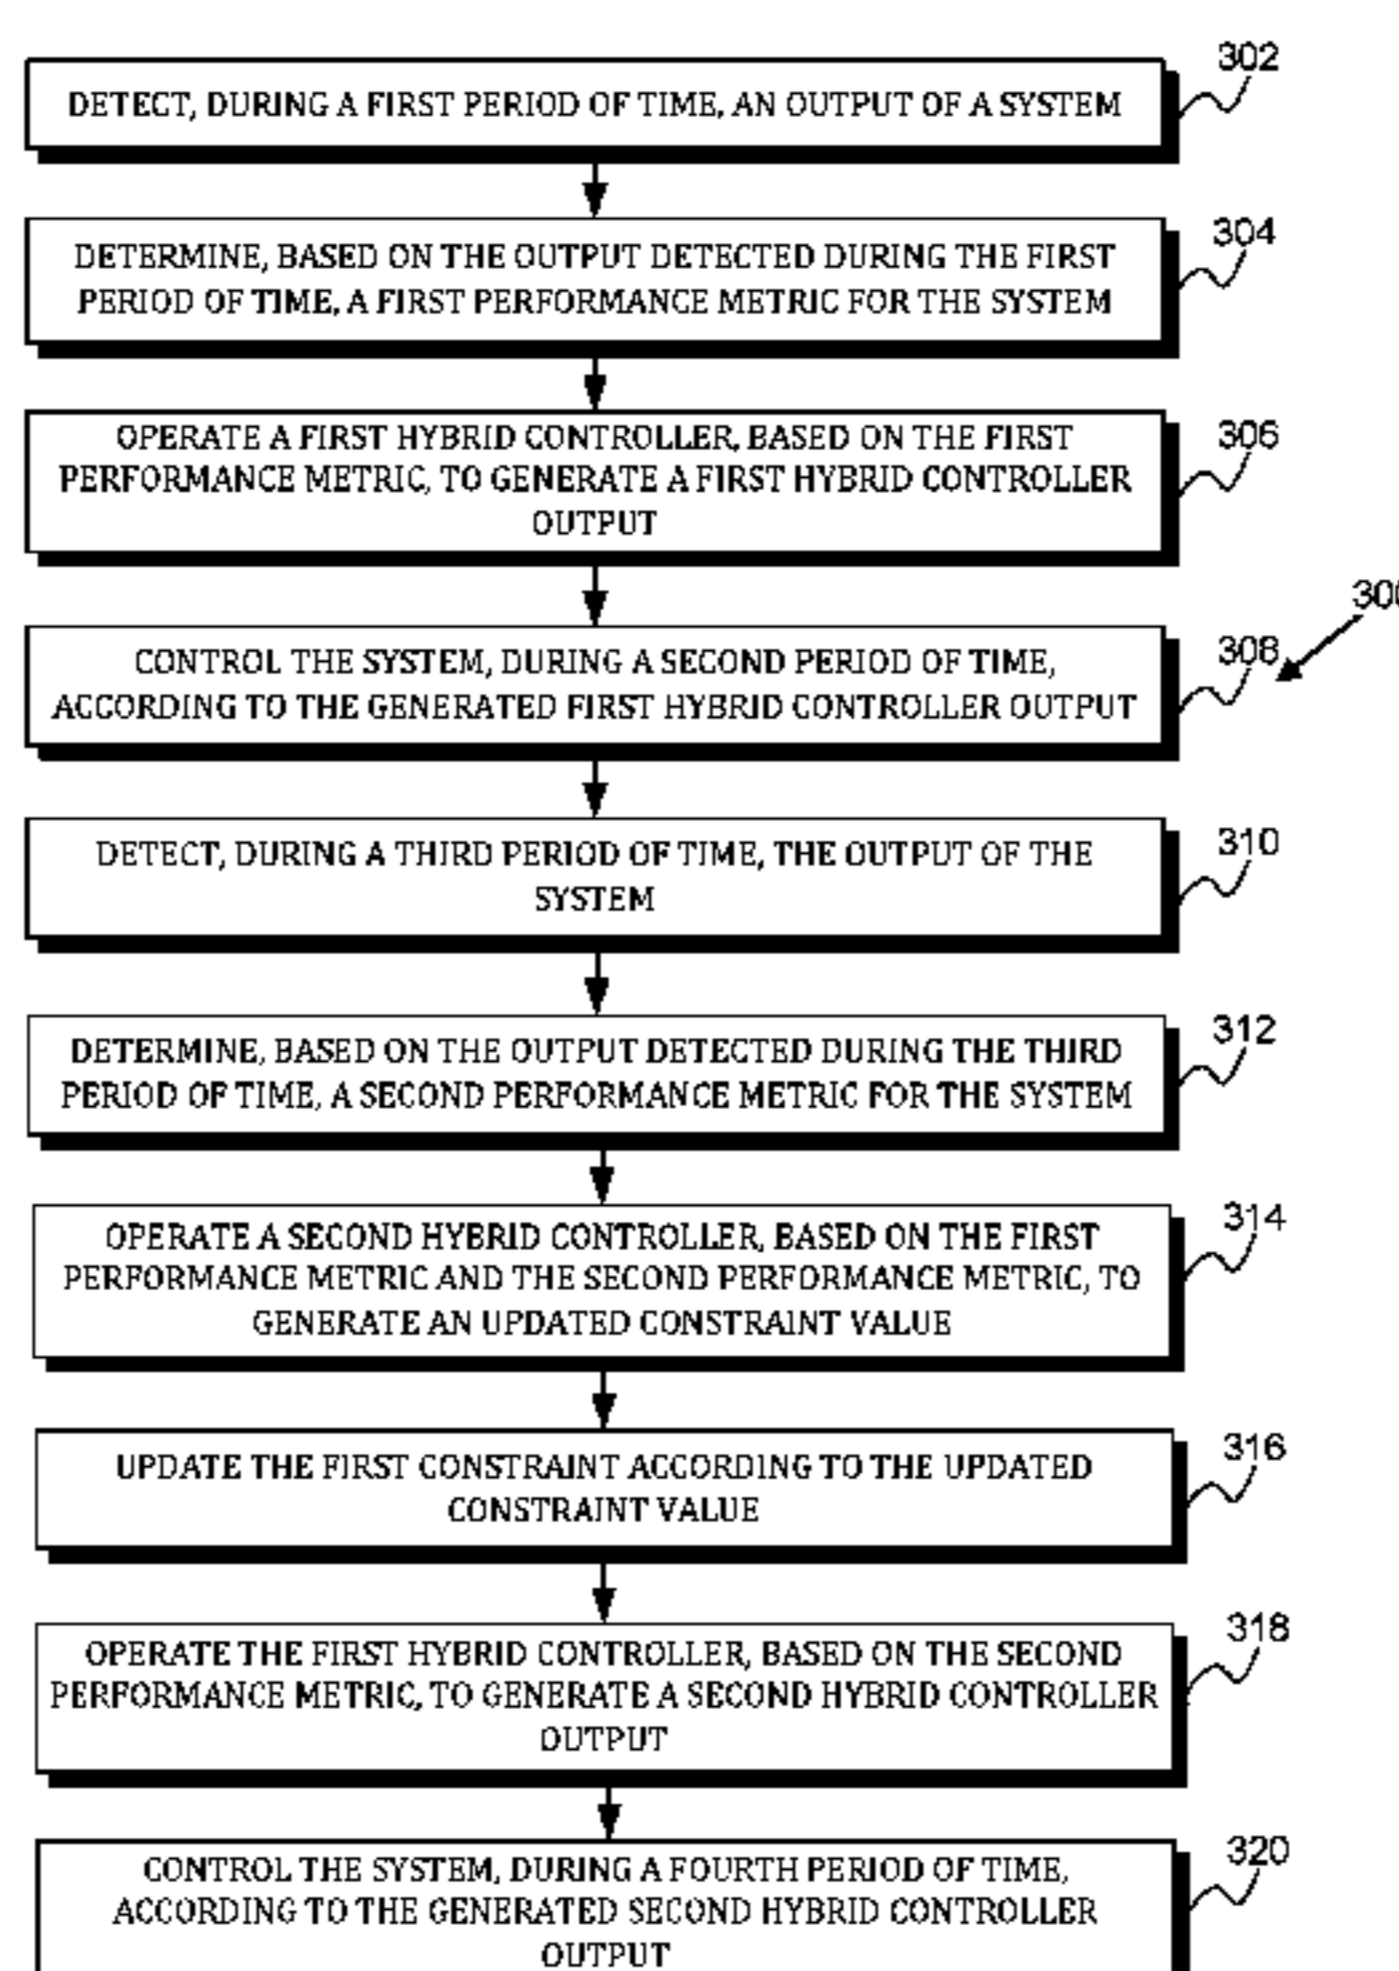 302
DETECT, DURING A FIRST PERIOD OF TIME, AN OUTPUT OF A SYSTEM
304
DETERMINE, BASED ON THE OUTPUT DETECTED DURING THE FIRST
PERIOD OF TIME, A FIRST PERFORMANCE METRIC FOR THE SYSTEM
306
OPERATE A FIRST HYBRID CONTROLLER, BASED ON THE FIRST
PERFORMANCE METRIC, TO GENERATE A FIRST HYBRID CONTROLLER
OUTPUT
300
308
CONTROL THE SYSTEM, DURING A SECOND PERIOD OF TIME,
ACCORDING TO THE GENERATED FIRST HYBRID CONTROLLER OUTPUT
310
DETECT, DURING A THIRD PERIOD OF TIME, THE OUTPUT OF THE
SYSTEM
312
DETERMINE, BASED ON THE OUTPUT DETECTED DURING THE THIRD
PERIOD OF TIME, A SECOND PERFORMANCE METRIC FOR THE SYSTEM
314
OPERATE A SECOND HYBRID CONTROLLER, BASED ON THE FIRST
PERFORMANCE METRIC AND THE SECOND PERFORMANCE METRIC, TO
GENERATE AN UPDATED CONSTRAINT VALUE
316
UPDATE THE FIRST CONSTRAINT ACCORDING TO THE UPDATED
CONSTRAINT VALUE
318
OPERATE THE FIRST HYBRID CONTROLLER, BASED ON THE SECOND
PERFORMANCE METRIC, TO GENERATE A SECOND HYBRID CONTROLLER
OUTPUT
320
CONTROL THE SYSTEM, DURING A FOURTH PERIOD OF TIME,
ACCORDING TO THE GENERATED SECOND HYBRID CONTROLLER
OUTPUT